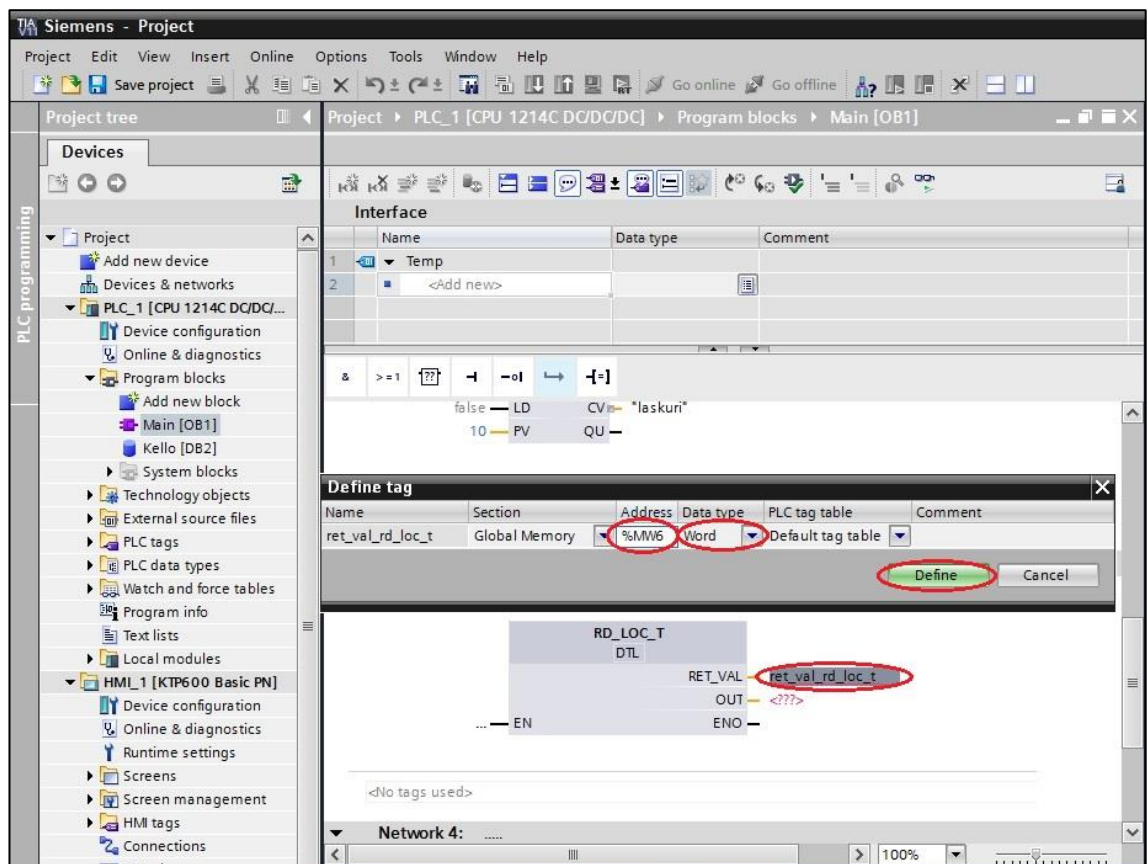 Siemens - Project
Project Edit View Insert Online Options Tools Window Help
Save project Go online Go offline
Project tree
Project PLC_1 [CPU 1214C DC/DC/DC] Program blocks Main [OB1]
Devices
PLC programming
Project
Add new device
Devices & networks
PLC_1 [CPU 1214C DC/DC/...
Device configuration
Online & diagnostics
Program blocks
Add new block
Main [OB1]
Kello [DB2]
System blocks
Technology objects
External source files
PLC tags
PLC data types
Watch and force tables
Program info
Text lists
Local modules
HMI_1 [KTP600 Basic PN]
Device configuration
Online & diagnostics
Runtime settings
Screens
Screen management
HMI tags
Connections
Interface
Name Data type Comment
1 Temp
2 <Add new>
& >=1 ??
false LD CV "laskuri"
10 PV QU
Define tag
Name Section Address Data type PLC tag table Comment
ret_val_rd_loc_t Global Memory %MW6 Word Default tag table
Define Cancel
RD_LOC_T
DTL
RET_VAL ret_val_rd_loc_t
OUT <???>
... EN ENO
<No tags used>
Network 4: .....
100%